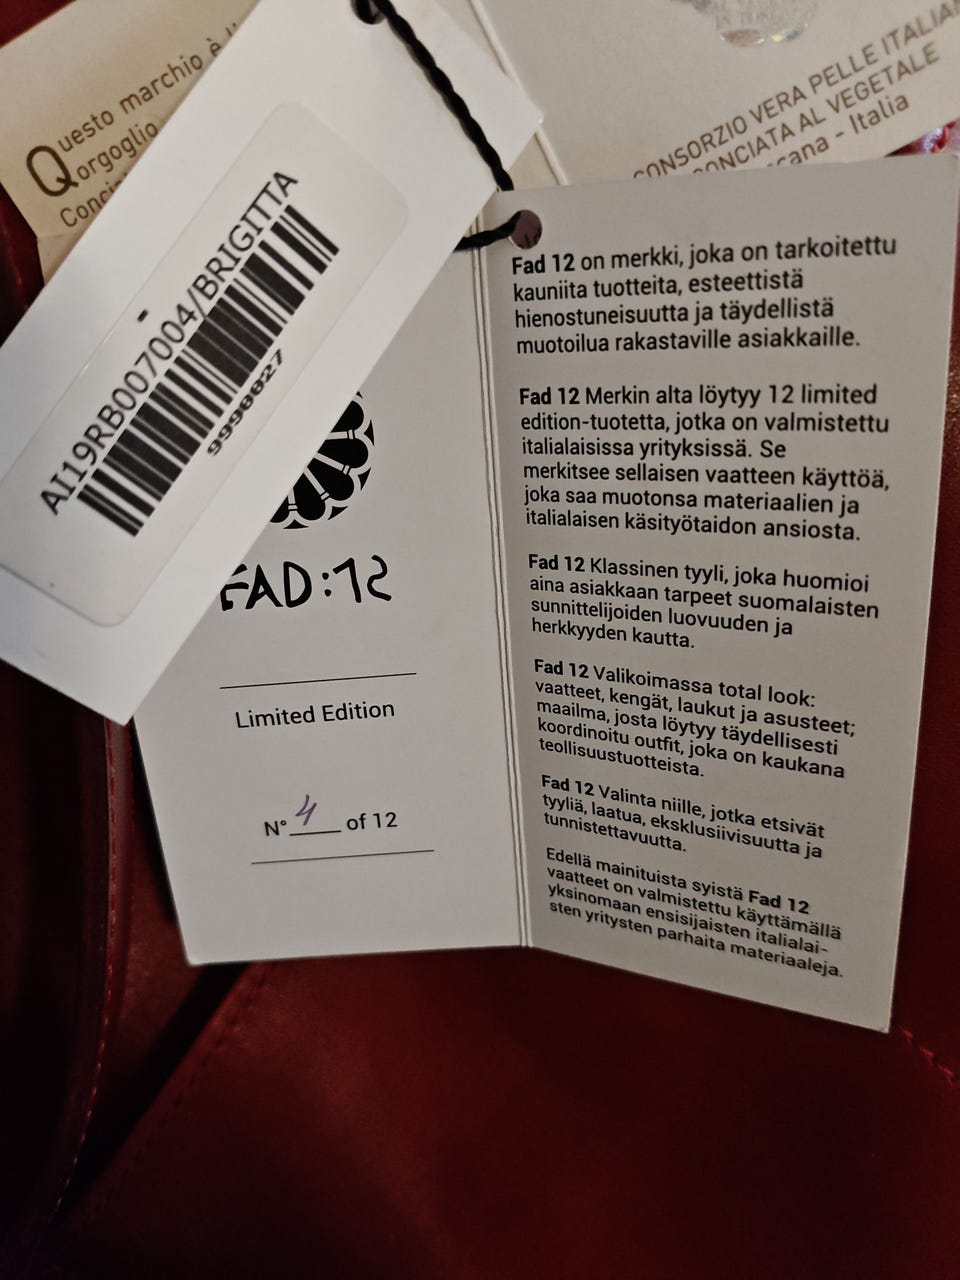 Questo marchio è
orgoglio
CONSORZIO VERA PELLE ITALIANA
CONCIATA AL VEGETALE
- Italia
AI19RB007004/BRIGITTA
-
9990027
FAD:12
Limited Edition
N° 4 of 12
Fad 12 on merkki, joka on tarkoitettu
kauniita tuotteita, esteettistä
hienostuneisuutta ja täydellistä
muotoilua rakastaville asiakkaille.
Fad 12 Merkin alta löytyy 12 limited
edition-tuotetta, jotka on valmistettu
italialaisissa yrityksissä. Se
merkitsee sellaisen vaatteen käyttöä,
joka saa muotonsa materiaalien ja
italialaisen käsityötaidon ansiosta.
Fad 12 Klassinen tyyli, joka huomioi
aina asiakkaan tarpeet suomalaisten
sunnittelijoiden luovuuden ja
herkkyyden kautta.
Fad 12 Valikoimassa total look:
vaatteet, kengät, laukut ja asusteet;
maailma, josta löytyy täydellisesti
koordinoitu outfit, joka on kaukana
teollisuustuotteista.
Fad 12 Valinta niille, jotka etsivät
tyyliä, laatua, eksklusiivisuutta ja
tunnistettavuutta.
Edellä mainituista syistä Fad 12
vaatteet on valmistettu käyttämällä
yksinomaan ensisijaisten italialai-
sten yritysten parhaita materiaaleja.